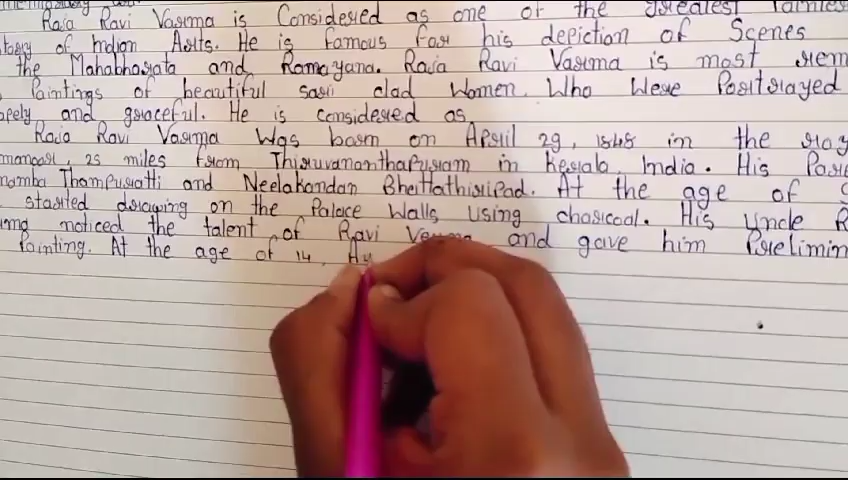 Raja Ravi Varma is Considered as one of the greatest
of Indian Arts. He is Famous For his depiction of Scenes
the Mahabharata and Ramayana. Raja Ravi Varma is most
Paintings of beautiful sari clad Women. Who Were Portrayed
and graceful. He is considered as
Raja Ravi Varma Was born on April 29, 1848 in the
25 miles From Thiruvananthapuram in Keralb, India. His
Thampuratti and Neelakandan Bhettathiripad. At the age of
started drawing on the Palace Walls Using charcoal. His Uncle
noticed the talent of Ravi and gave him
Painting. At the age of 14,